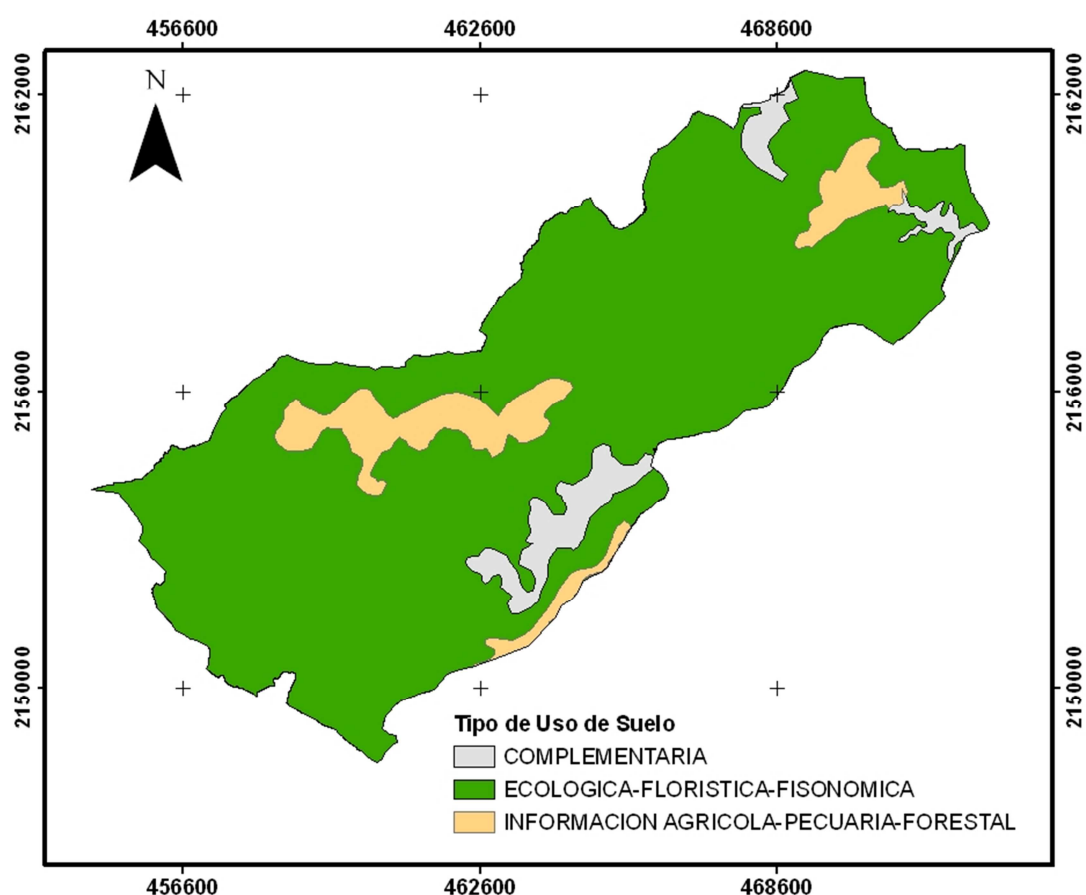 456600 462600 468600
N
2162000 2162000
2156000 2156000
2150000 2150000
Tipo de Uso de Suelo
COMPLEMENTARIA
ECOLOGICA-FLORISTICA-FISONOMICA
INFORMACION AGRICOLA-PECUARIA-FORESTAL
456600 462600 468600